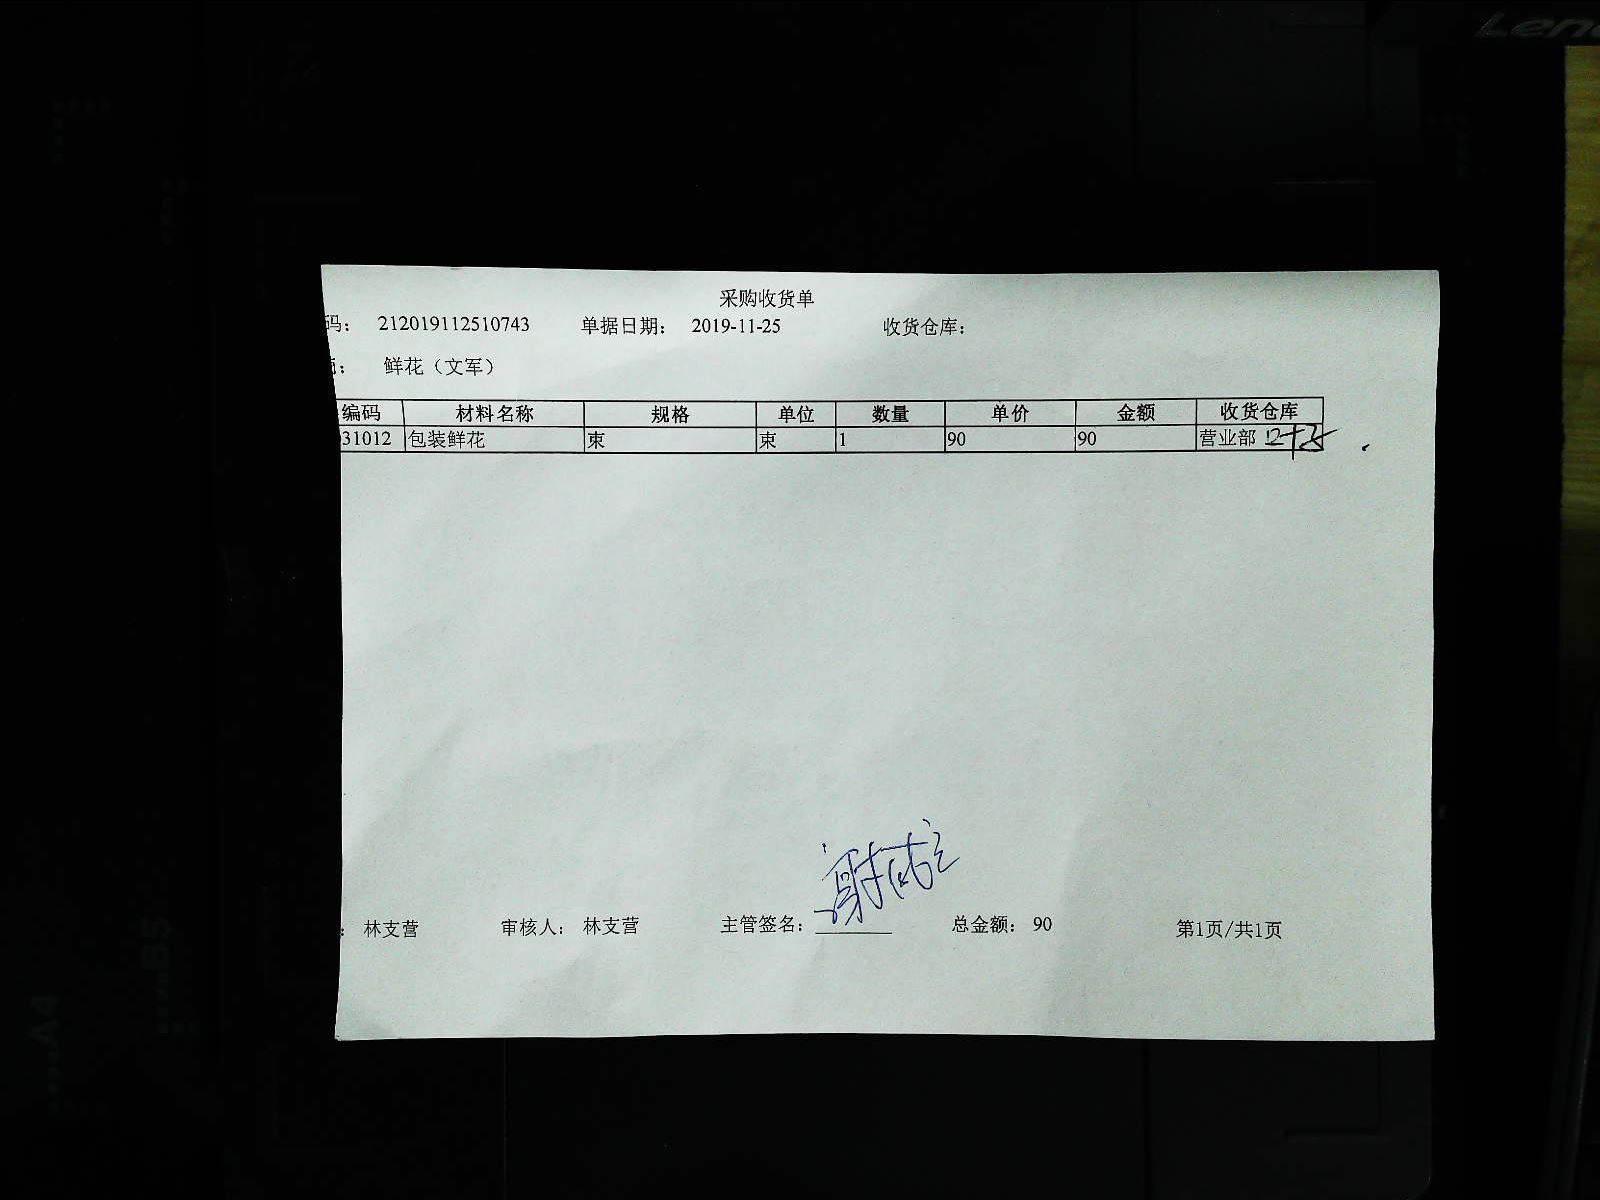 采购收货单
码： 212019112510743 单据日期： 2019-11-25 收货仓库：
： 鲜花（文军）
编码 材料名称 规格 单位 数量 单价 金额 收货仓库
031012 包装鲜花 束 束 1 90 90 营业部
： 林支营 审核人： 林支营 主管签名： 总金额： 90 第1页/共1页
Len
B5
A4